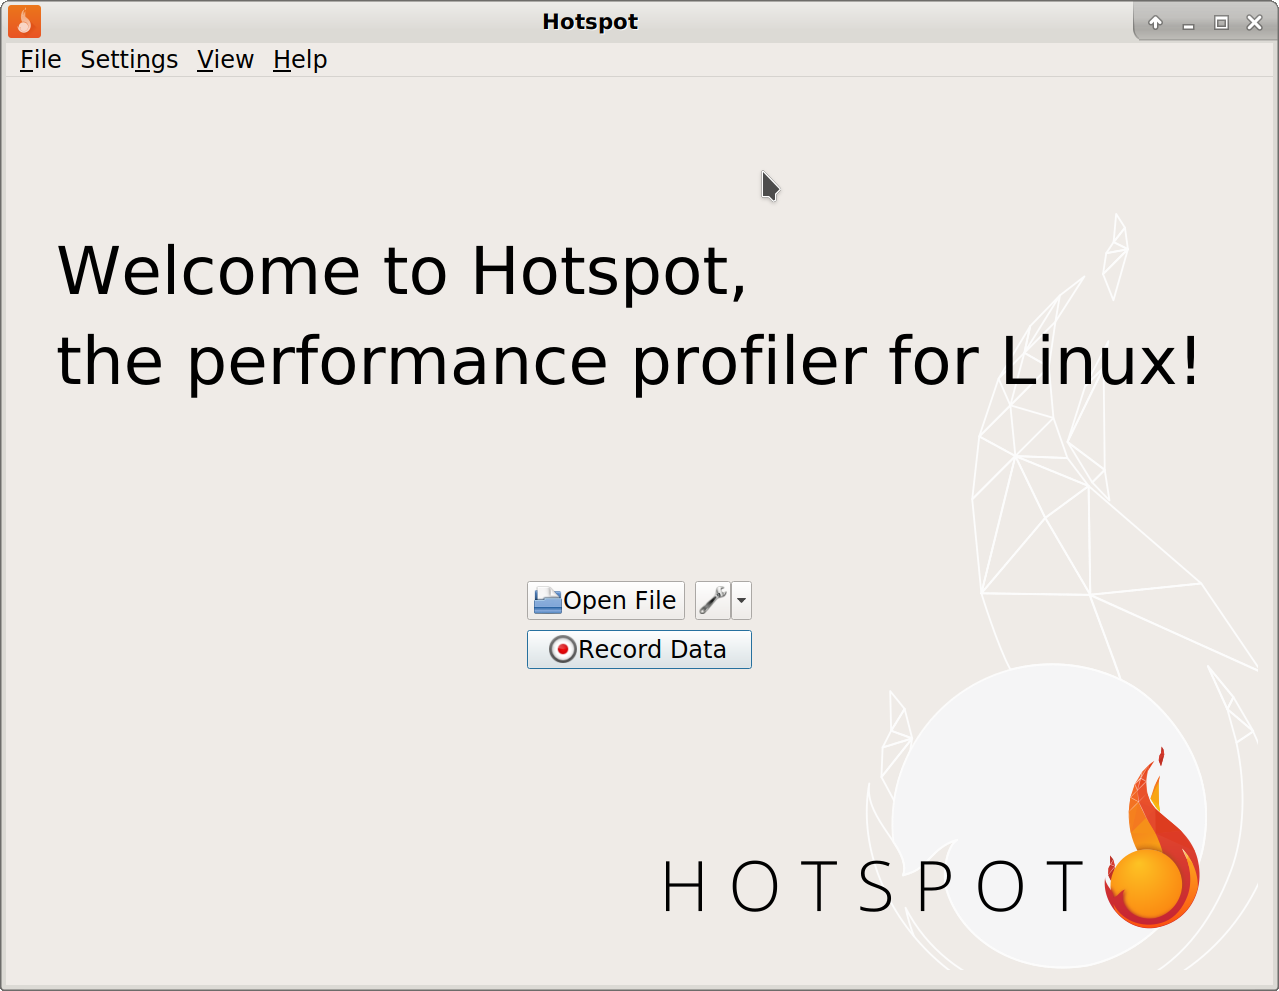 Hotspot
File Settings View Help
Welcome to Hotspot,
the performance profiler for Linux!
Open File
Record Data
HOTSPOT